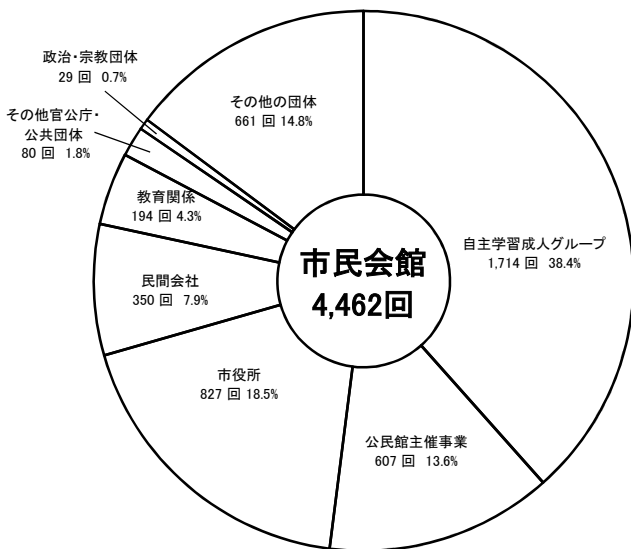 政治・宗教団体
29 回 0.7%
その他官公庁・
公共団体
80 回 1.8%
その他の団体
661 回 14.8%
教育関係
194 回 4.3%
民間会社
350 回 7.9%
市役所
827 回 18.5%
公民館主催事業
607 回 13.6%
自主学習成人グループ
1,714 回 38.4%
市民会館
4,462回